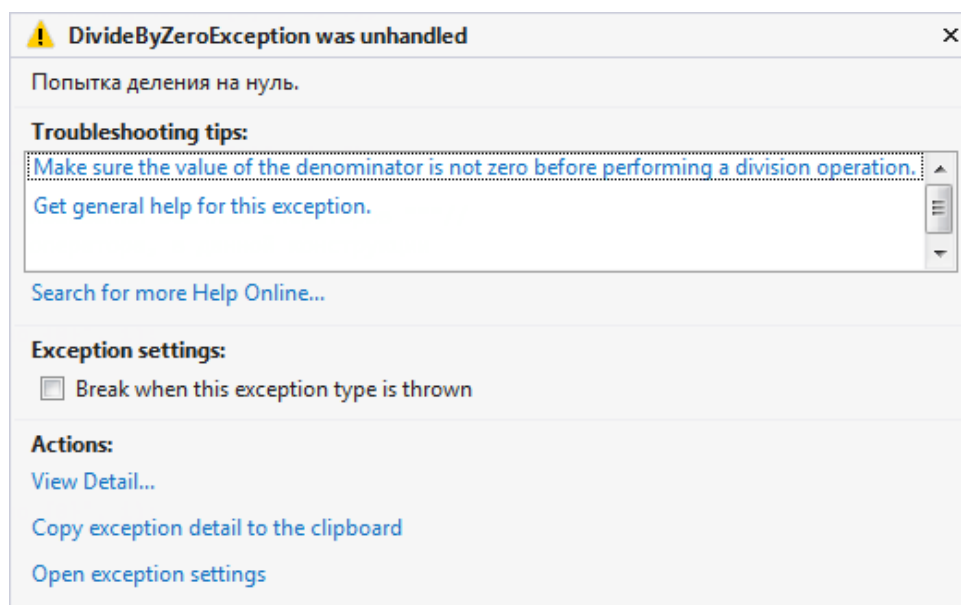 DivideByZeroException was unhandled
Попытка деления на нуль.
Troubleshooting tips:
Make sure the value of the denominator is not zero before performing a division operation.
Get general help for this exception.
Search for more Help Online...
Exception settings:
Break when this exception type is thrown
Actions:
View Detail...
Copy exception detail to the clipboard
Open exception settings